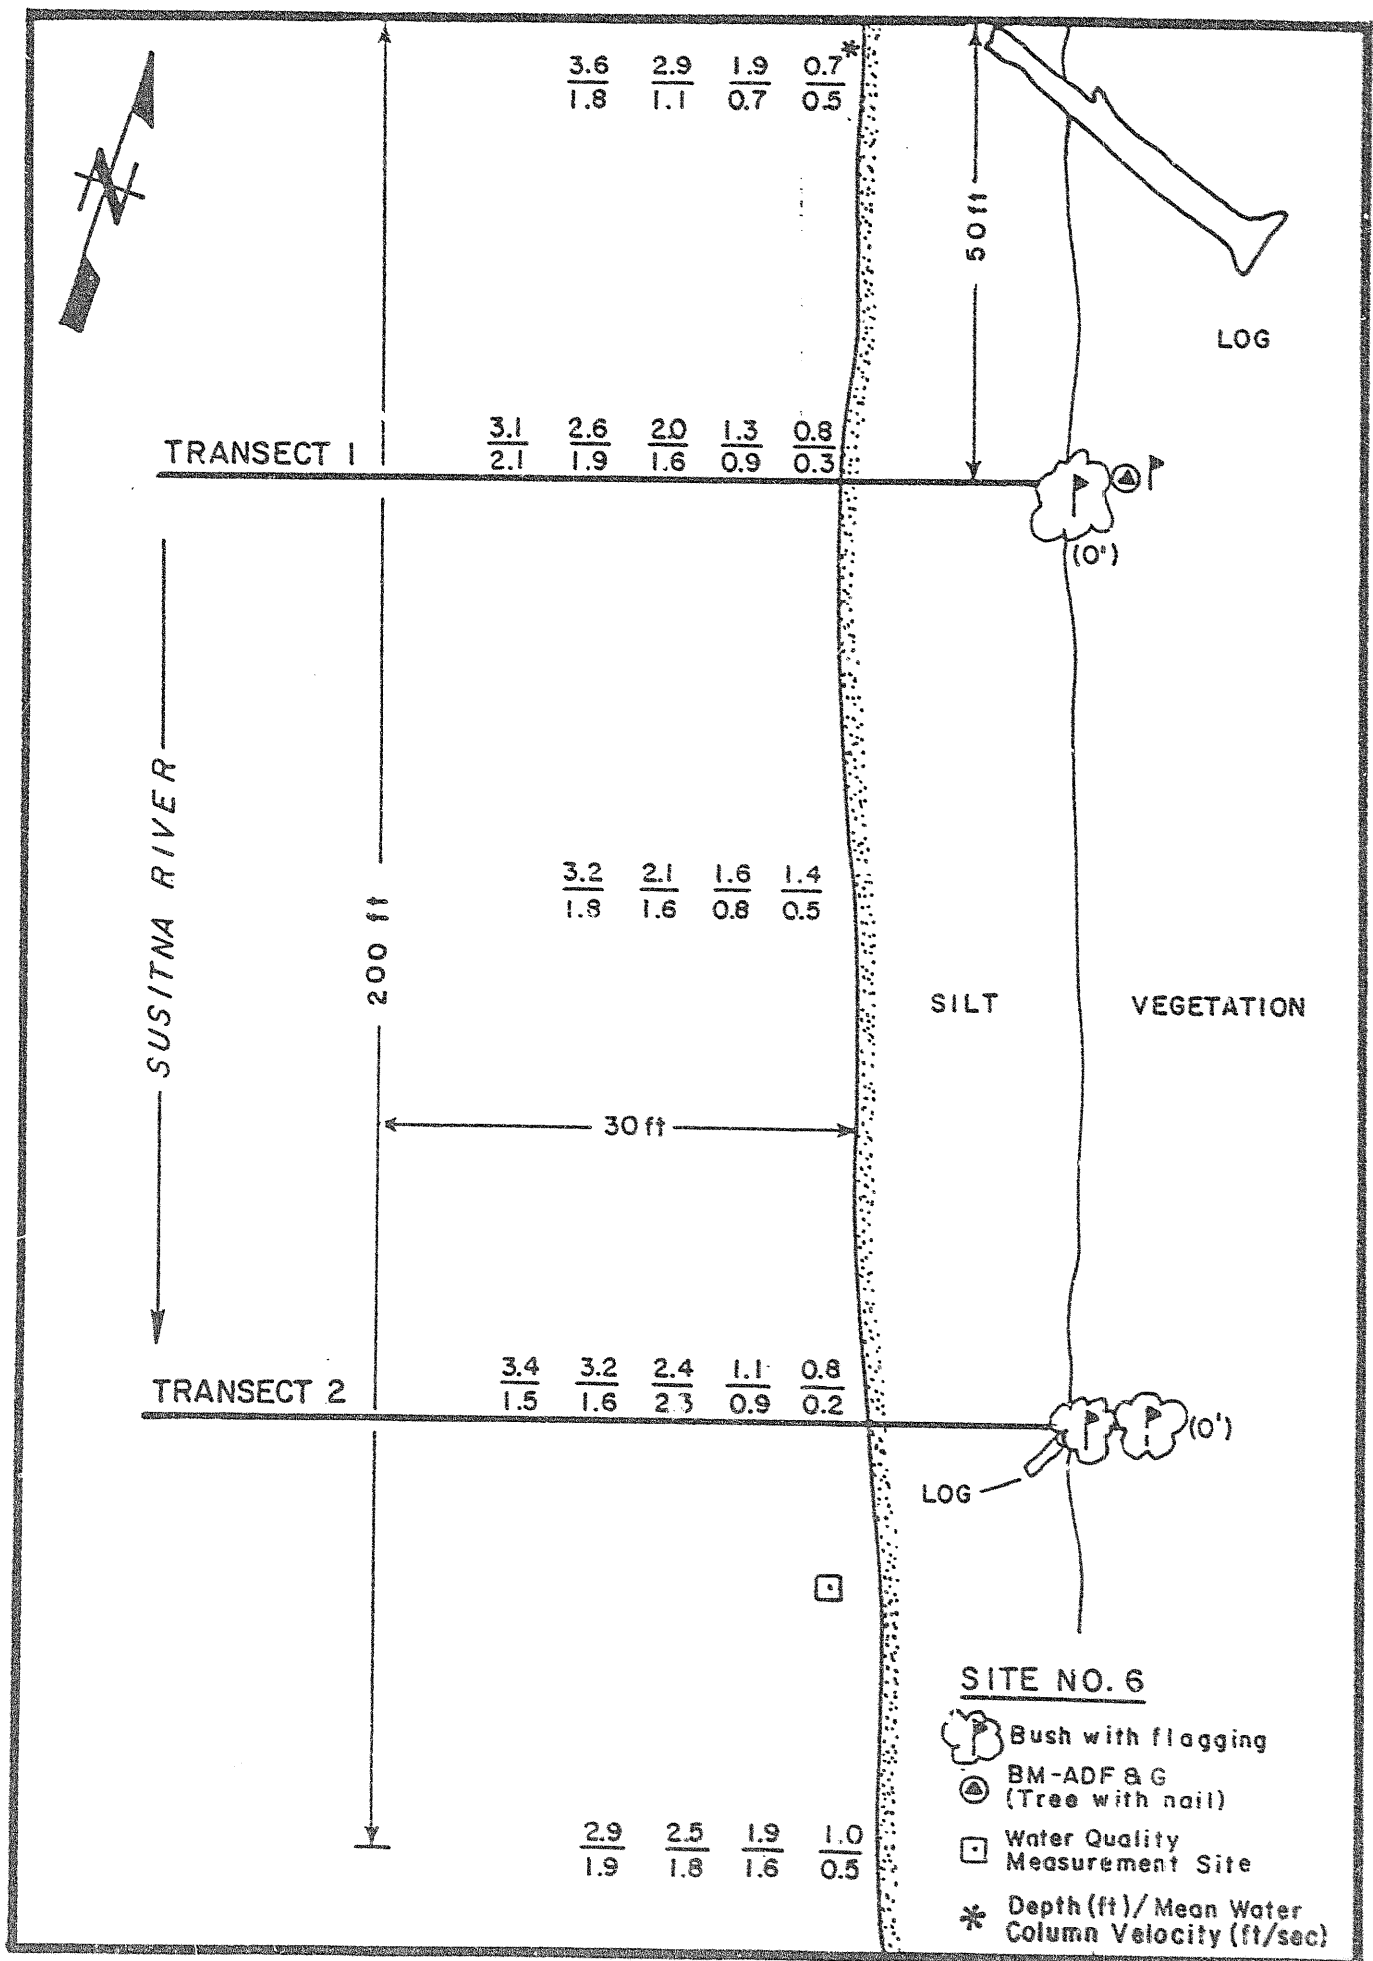 3.6 2.9 1.9 0.7 *
1.8 1.1 0.7 0.5
N
50 ft
LOG
TRANSECT 1
3.1 2.6 2.0 1.3 0.8
2.1 1.9 1.6 0.9 0.3
(0')
SUSITNA RIVER
200 ft
3.2 2.1 1.6 1.4
1.8 1.6 0.8 0.5
SILT VEGETATION
30 ft
TRANSECT 2
3.4 3.2 2.4 1.1 0.8
1.5 1.6 2.3 0.9 0.2
(0')
LOG
2.9 2.5 1.9 1.0
1.9 1.8 1.6 0.5
SITE NO. 6
Bush with flagging
BM-ADF & G
(Tree with nail)
Water Quality
Measurement Site
* Depth (ft) / Mean Water
Column Velocity (ft/sec)